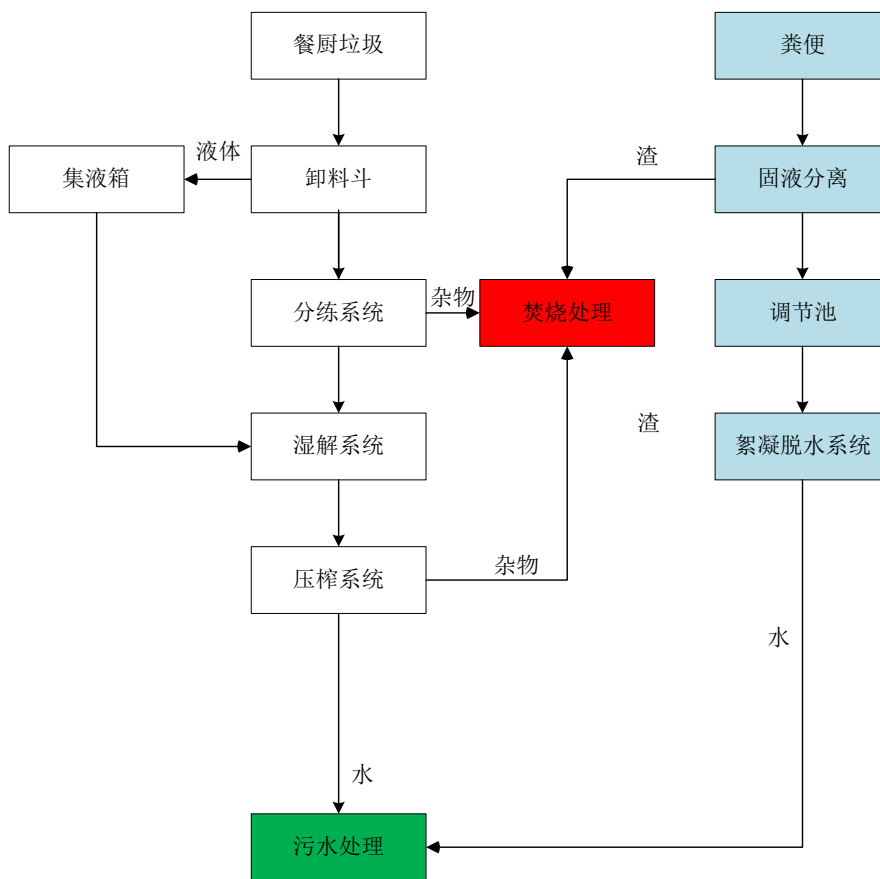 餐厨垃圾
粪便
液体
渣
集液箱
卸料斗
固液分离
杂物
分练系统
焚烧处理
调节池
渣
湿解系统
絮凝脱水系统
杂物
压榨系统
水
水
污水处理